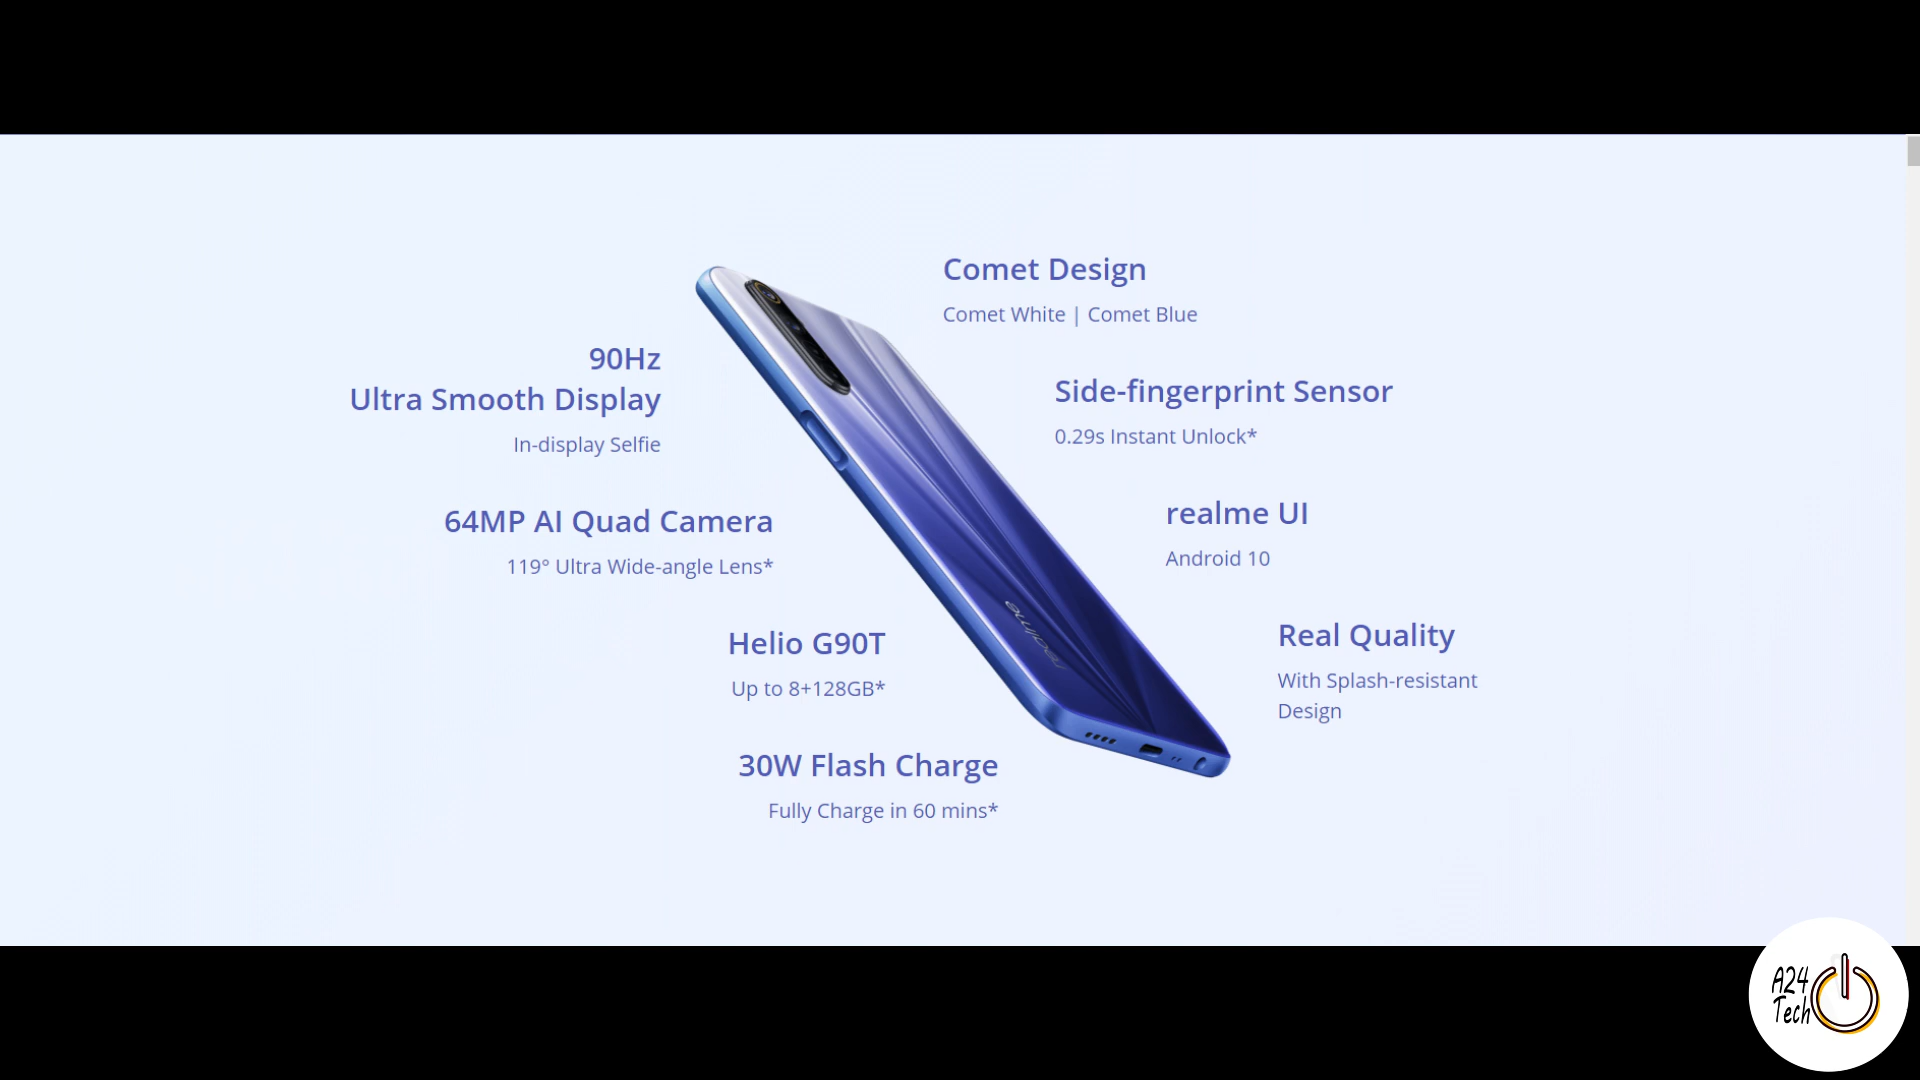 Comet Design
Comet White | Comet Blue
90Hz
Ultra Smooth Display
In-display Selfie
Side-fingerprint Sensor
0.29s Instant Unlock*
64MP AI Quad Camera
119° Ultra Wide-angle Lens*
realme UI
Android 10
Helio G90T
Up to 8+128GB*
Real Quality
With Splash-resistant
Design
30W Flash Charge
Fully Charge in 60 mins*
realme
A24
Tech